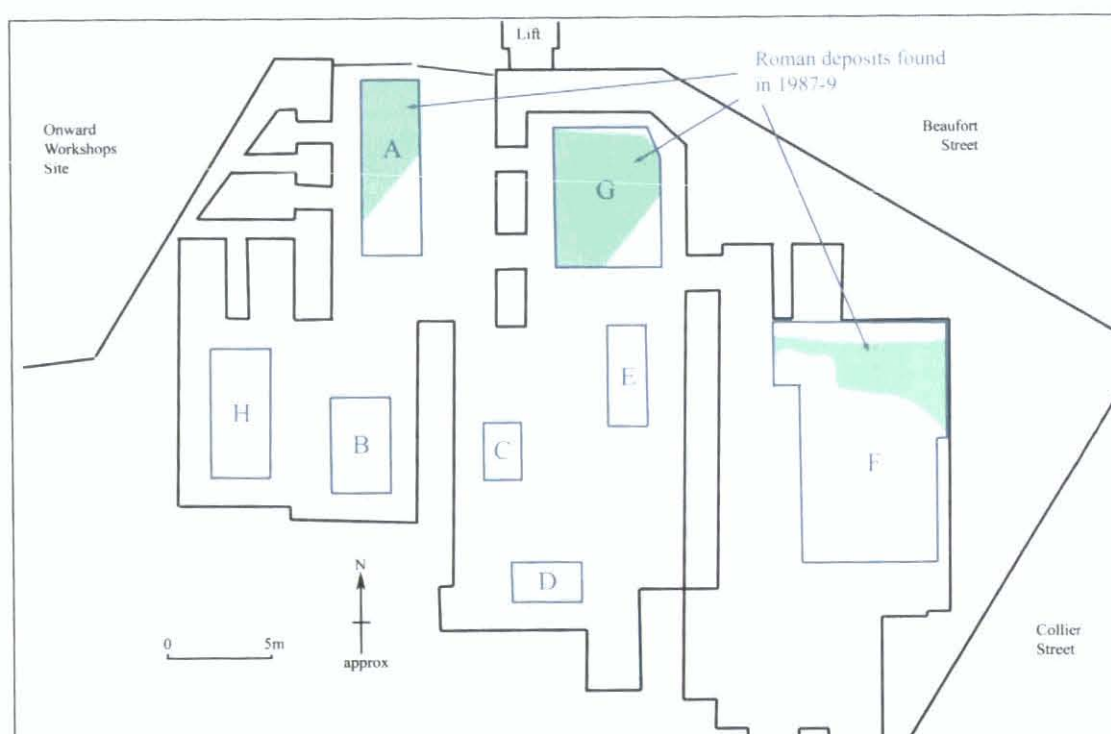 Lift
Roman deposits found
in 1987-9
Onward
Workshops
Site
Beaufort
Street
A
G
E
H
B
C
F
D
N
0 5m
approx
Collier
Street